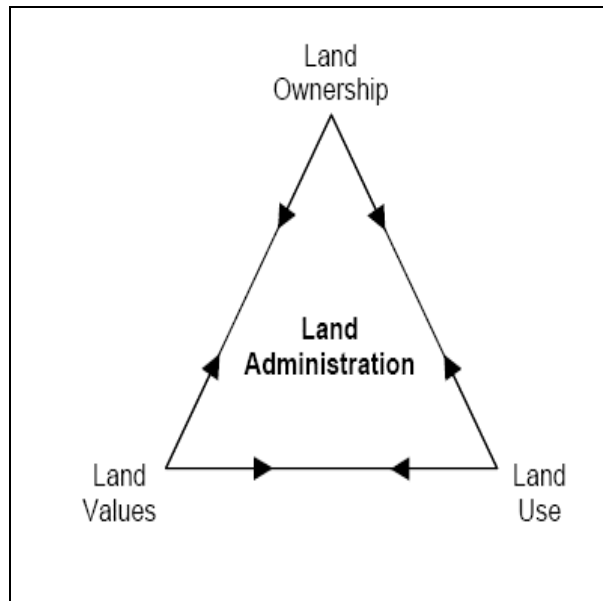 Land
Ownership
Land
Administration
Land
Values
Land
Use